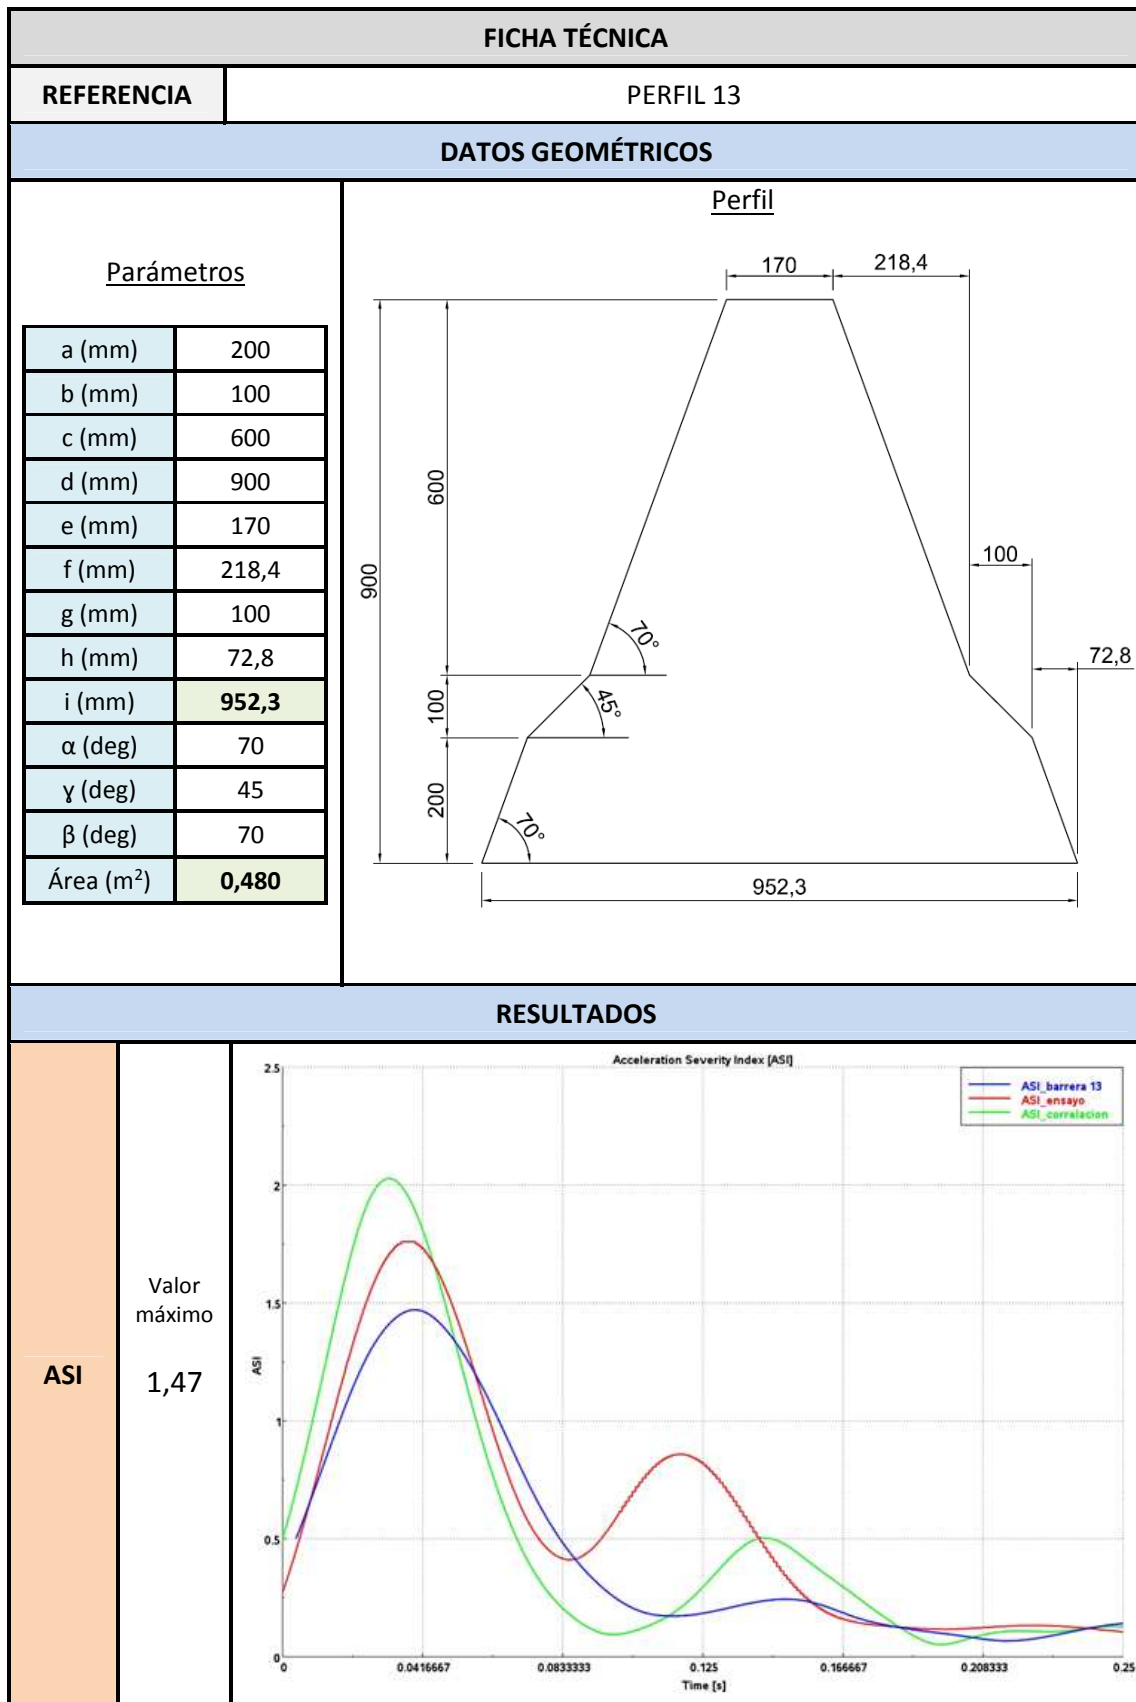 FICHA TÉCNICA
REFERENCIA PERFIL 13
DATOS GEOMÉTRICOS
Parámetros
a (mm) 200
b (mm) 100
c (mm) 600
d (mm) 900
e (mm) 170
f (mm) 218,4
g (mm) 100
h (mm) 72,8
i (mm) 952,3
α (deg) 70
γ (deg) 45
β (deg) 70
Área (m²) 0,480
Perfil
170
218,4
600
900
100
70°
72,8
100
45°
200
70°
952,3
RESULTADOS
ASI
Valor
máximo
1,47
Acceleration Severity Index [ASI]
ASI_barrera 13
ASI_ensayo
ASI_correlacion
2.5
2
1.5
1
0.5
0
ASI
0
0.0416667
0.0833333
0.125
0.166667
0.208333
0.25
Time [s]